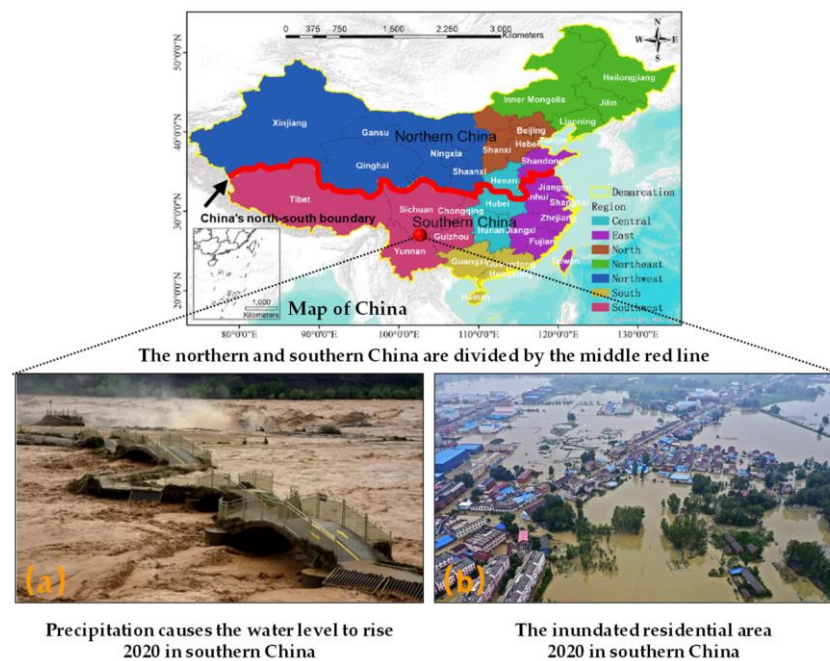 0 375 750 1,500 2,250 3,000
Kilometers
N
W E
S
50°0'0"N
40°0'0"N
30°0'0"N
20°0'0"N
Heilongjiang
Inner Mongolia
Jilin
Liaoning
Xinjiang
Gansu
Northern China
Beijing
Hebei
Shanxi
Ningxia
Qinghai
Shaanxi
Shandong
Henan
Jiangsu
Tibet
China's north-south boundary
Sichuan
Chongqing
Hubei
Shanghai
Southern China
Zhejiang
Hunan
Jiangxi
Guizhou
Fujian
Yunnan
Guangxi
Taiwan
Hainan
Demarcation
Region
Central
East
North
Northeast
Northwest
South
Southwest
1,000
Kilometers
Map of China
80°0'0"E 90°0'0"E 100°0'0"E 110°0'0"E 120°0'0"E 130°0'0"E
The northern and southern China are divided by the middle red line
(a)
(b)
Precipitation causes the water level to rise
2020 in southern China
The inundated residential area
2020 in southern China